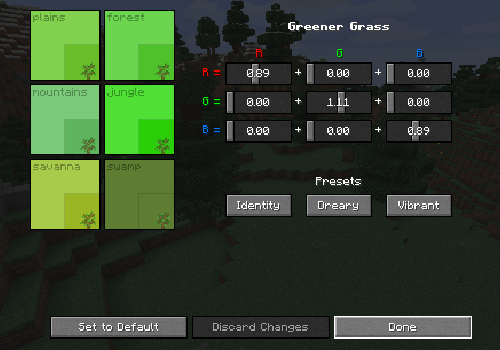 plains
forest
mountains
jungle
savanna
swamp
Greener Grass
R G B
R = 0.89 + 0.00 + 0.00
G = 0.00 + 1.11 + 0.00
B = 0.00 + 0.00 + 0.89
Presets
Identity
Dreary
Vibrant
Set to Default
Discard Changes
Done